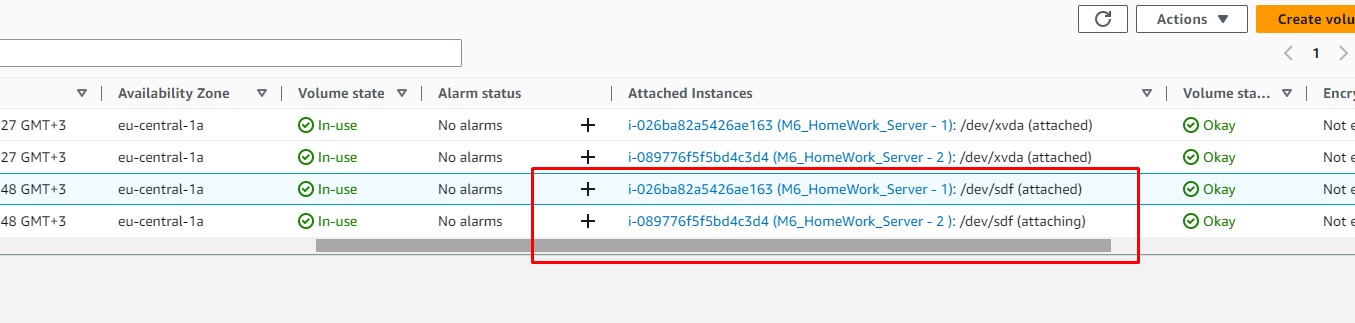 Actions Create volu
1
Availability Zone Volume state Alarm status Attached Instances Volume sta... Encry
27 GMT+3 eu-central-1a In-use No alarms i-026ba82a5426ae163 (M6_HomeWork_Server - 1): /dev/xvda (attached) Okay Not e
27 GMT+3 eu-central-1a In-use No alarms i-089776f5f5bd4c3d4 (M6_HomeWork_Server - 2 ): /dev/xvda (attached) Okay Not e
48 GMT+3 eu-central-1a In-use No alarms i-026ba82a5426ae163 (M6_HomeWork_Server - 1): /dev/sdf (attached) Okay Not e
48 GMT+3 eu-central-1a In-use No alarms i-089776f5f5bd4c3d4 (M6_HomeWork_Server - 2 ): /dev/sdf (attaching) Okay Not e